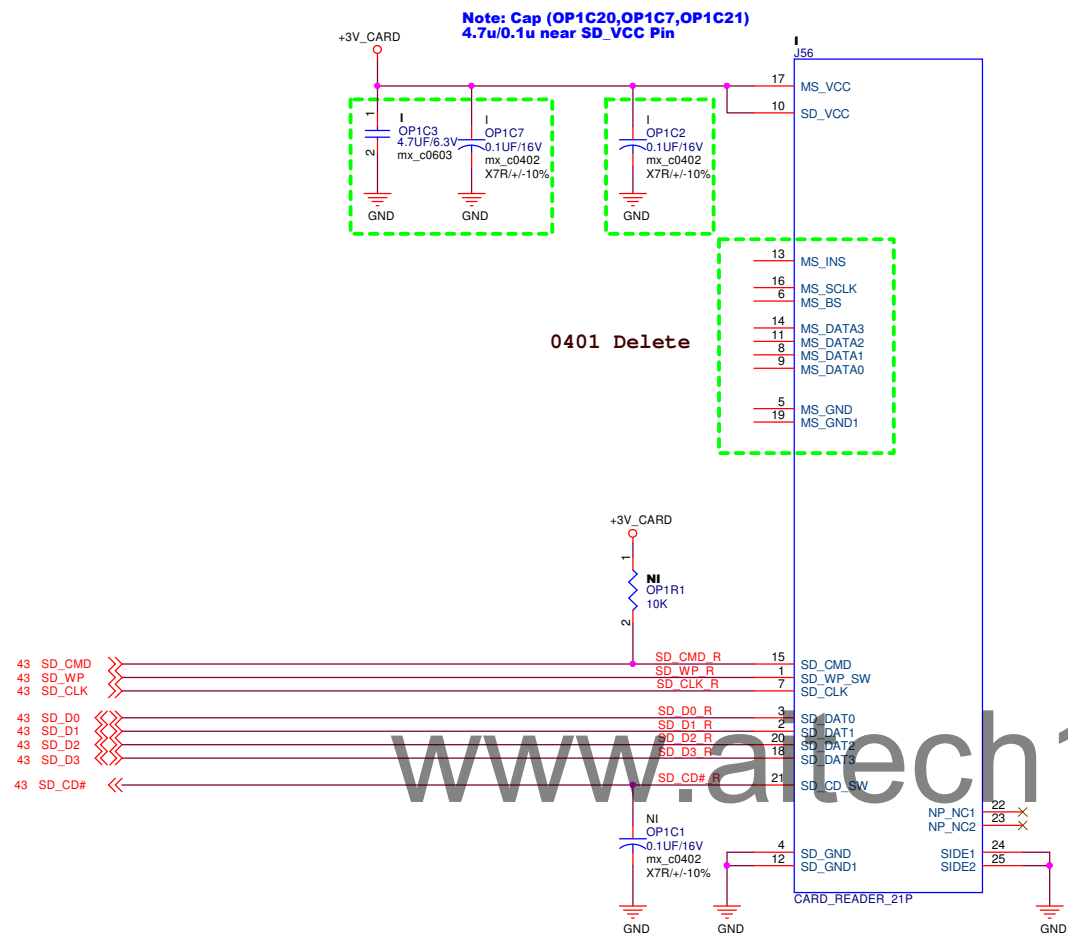 Note: Cap (OP1C20,OP1C7,OP1C21)
4.7u/0.1u near SD_VCC Pin
+3V_CARD
I
J56
17 MS_VCC
10 SD_VCC
1
2
I
OP1C3
4.7UF/6.3V
mx_c0603
GND
I
OP1C7
0.1UF/16V
mx_c0402
X7R/+/-10%
GND
I
OP1C2
0.1UF/16V
mx_c0402
X7R/+/-10%
GND
13 MS_INS
16 MS_SCLK
6 MS_BS
14 MS_DATA3
11 MS_DATA2
8 MS_DATA1
9 MS_DATA0
5 MS_GND
19 MS_GND1
0401 Delete
+3V_CARD
1
NI
OP1R1
10K
2
43 SD_CMD SD_CMD_R 15 SD_CMD
43 SD_WP SD_WP_R 1 SD_WP_SW
43 SD_CLK SD_CLK_R 7 SD_CLK
43 SD_D0 SD_D0_R 3 SD_DAT0
43 SD_D1 SD_D1_R 2 SD_DAT1
43 SD_D2 SD_D2_R 20 SD_DAT2
43 SD_D3 SD_D3_R 18 SD_DAT3
43 SD_CD# SD_CD#_R 21 SD_CD_SW
www.aitech1
NP_NC1 22
NP_NC2 23
NI
OP1C1
0.1UF/16V
mx_c0402
X7R/+/-10%
GND
4 SD_GND
12 SD_GND1
GND
SIDE1 24
SIDE2 25
GND
CARD_READER_21P